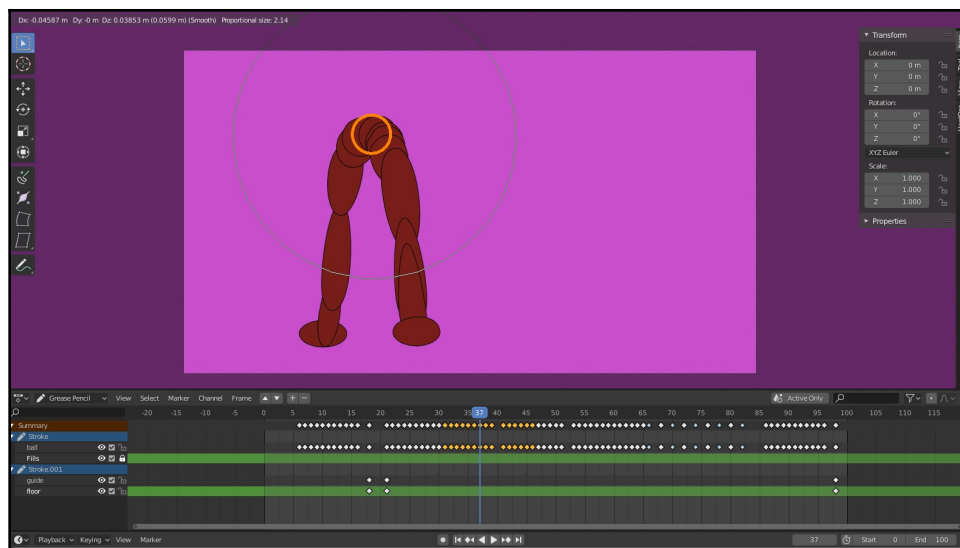 Dx: -0.04587 m Dy: -0 m Dz: 0.03853 m (0.0599 m) (Smooth) Proportional size: 2.14
Transform
Location:
X 0 m
Y 0 m
Z 0 m
Rotation:
X 0°
Y 0°
Z 0°
XYZ Euler
Scale:
X 1.000
Y 1.000
Z 1.000
Properties
Grease Pencil View Select Marker Channel Frame Active Only
-20 -15 -10 -5 0 5 10 15 20 25 30 35 37 40 45 50 55 60 65 70 75 80 85 90 95 100 105 110 115
Summary
Stroke
ball
Fills
Stroke.001
guide
floor
Playback Keying View Marker 37 Start 0 End 100